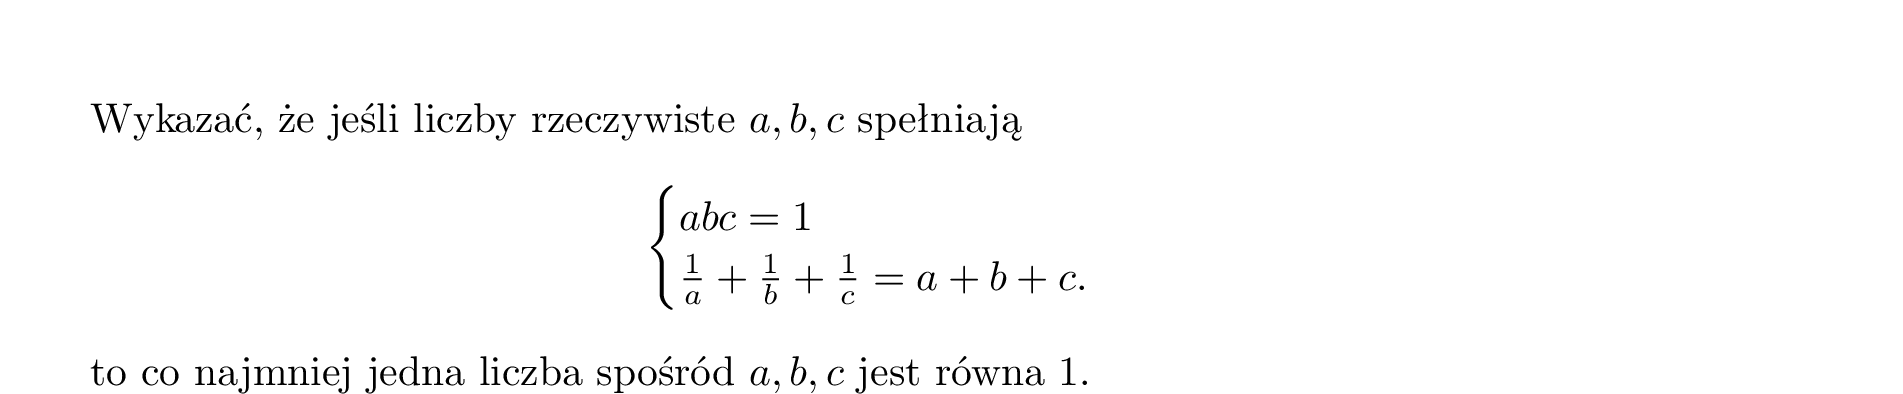 Wykazać, że jeśli liczby rzeczywiste a, b, c spełniają
abc = 1
1/a + 1/b + 1/c = a + b + c.
to co najmniej jedna liczba spośród a, b, c jest równa 1.